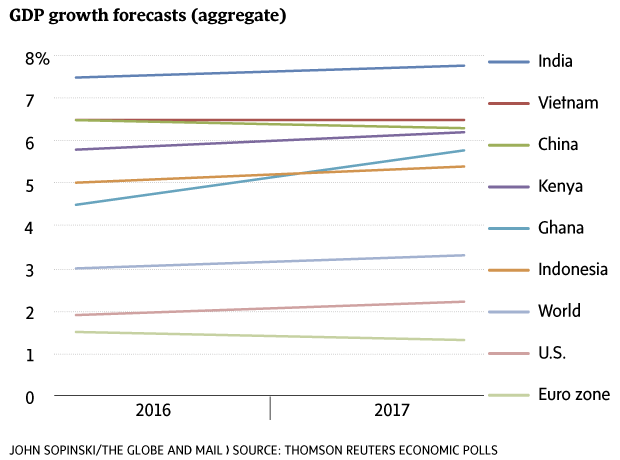 GDP growth forecasts (aggregate)
8%
7
6
5
4
3
2
1
0
2016
2017
India
Vietnam
China
Kenya
Ghana
Indonesia
World
U.S.
Euro zone
JOHN SOPINSKI/THE GLOBE AND MAIL ) SOURCE: THOMSON REUTERS ECONOMIC POLLS